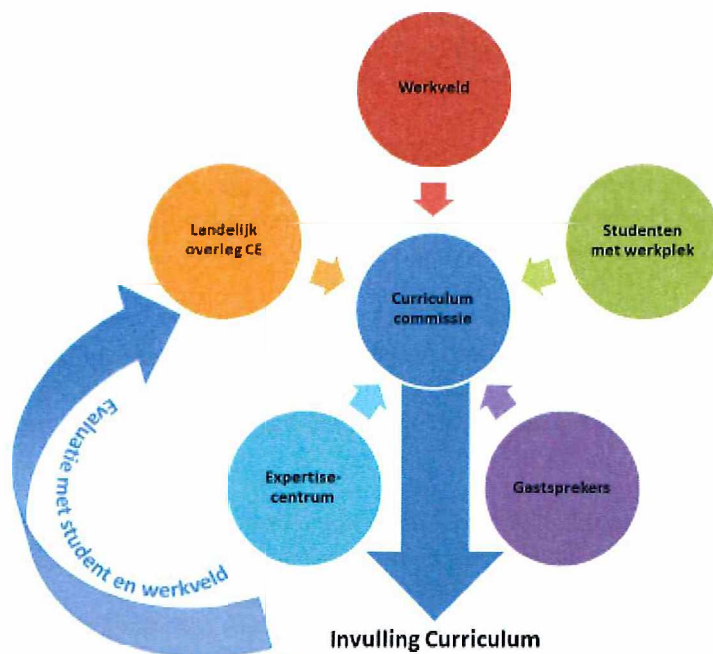 Werkveld
Landelijk
overleg CE
Studenten
met werkplek
Curriculum
commissie
Expertise-
centrum
Gastsprekers
Evaluatie met student en werkveld
Invulling Curriculum